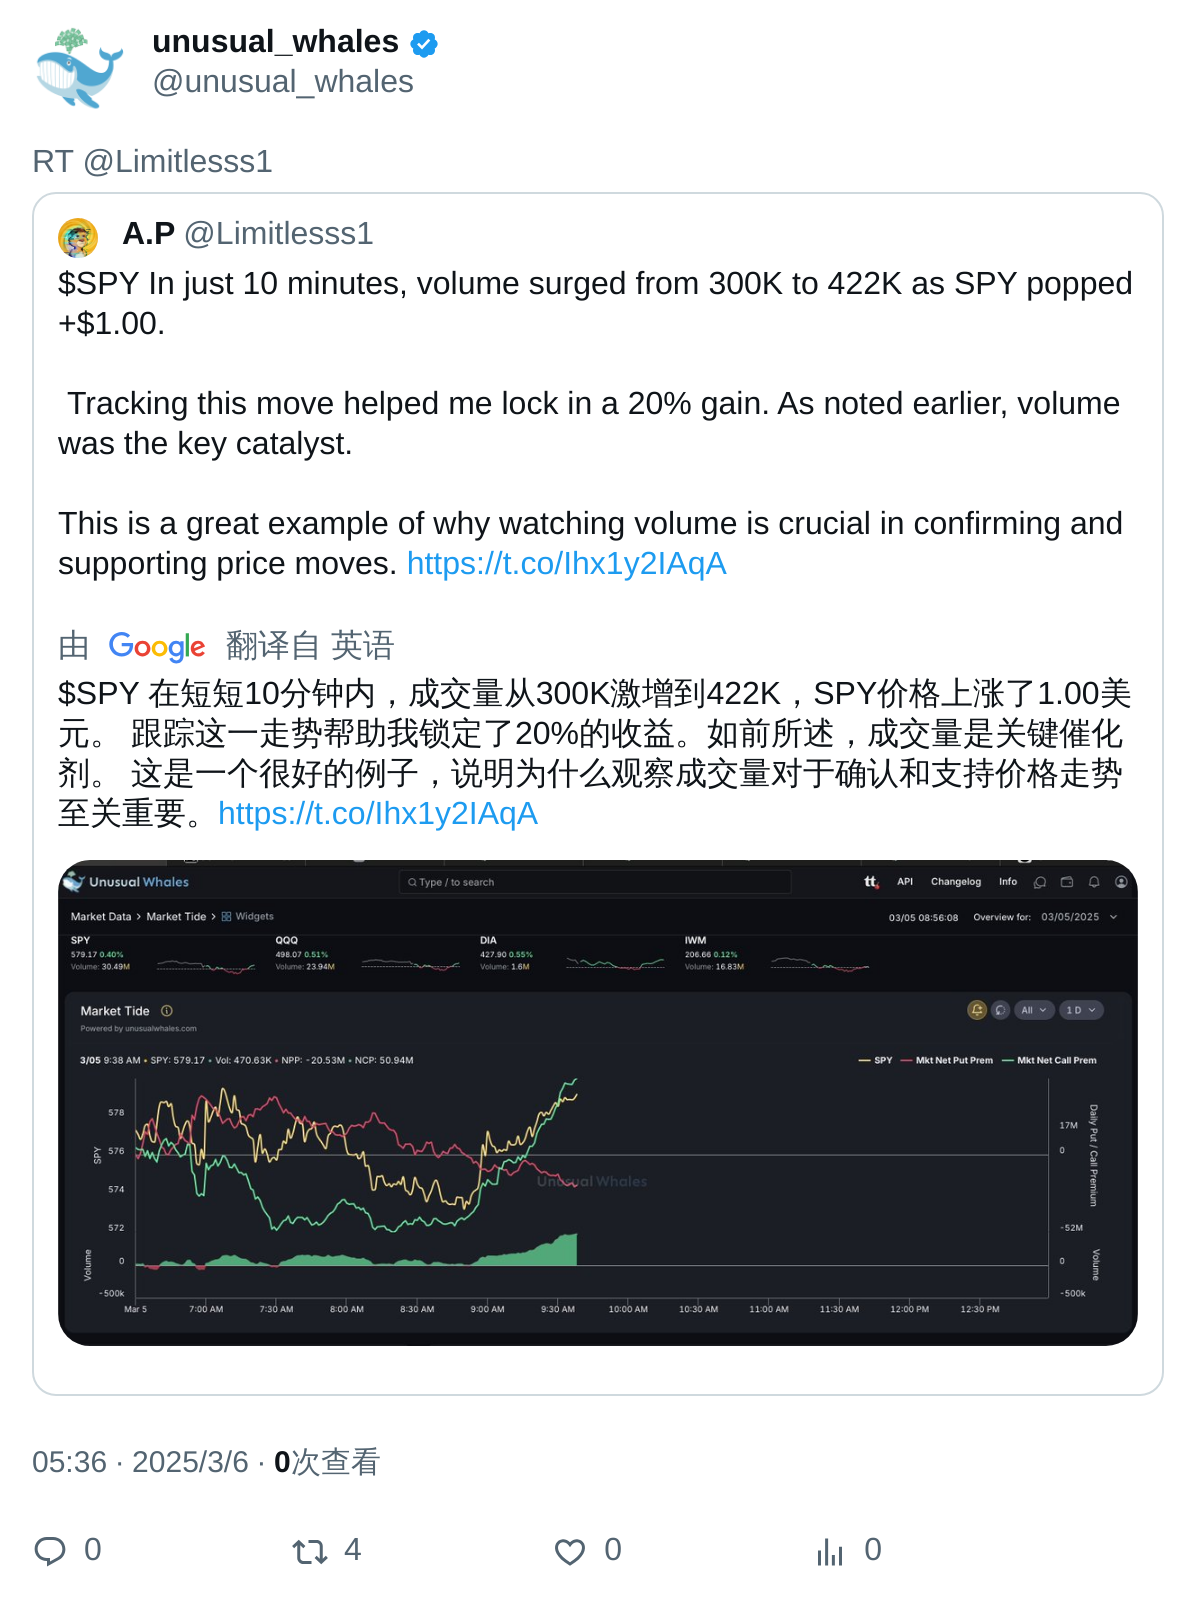 unusual_whales
@unusual_whales
RT @Limitlesss1
A.P @Limitlesss1
$SPY In just 10 minutes, volume surged from 300K to 422K as SPY popped
+$1.00.
Tracking this move helped me lock in a 20% gain. As noted earlier, volume
was the key catalyst.
This is a great example of why watching volume is crucial in confirming and
supporting price moves. https://t.co/Ihx1y2IAqA
由 Google 翻译自 英语
$SPY 在短短10分钟内，成交量从300K激增到422K，SPY价格上涨了1.00美
元。 跟踪这一走势帮助我锁定了20%的收益。如前所述，成交量是关键催化
剂。 这是一个很好的例子，说明为什么观察成交量对于确认和支持价格走势
至关重要。https://t.co/Ihx1y2IAqA
Unusual Whales
Type / to search
tt
API
Changelog
Info
Market Data > Market Tide > Widgets
03/05 08:56:08
Overview for: 03/05/2025
SPY
579.17 0.40%
Volume: 30.49M
QQQ
498.07 0.51%
Volume: 23.94M
DIA
427.90 0.55%
Volume: 1.6M
IWM
206.66 0.12%
Volume: 16.83M
Market Tide
Powered by unusualwhales.com
All
1 D
3/05 9:38 AM • SPY: 579.17 • Vol: 470.63K • NPP: -20.53M • NCP: 50.94M
SPY
Mkt Net Put Prem
Mkt Net Call Prem
578
576
574
572
0
-500k
SPY
Volume
Unusual Whales
17M
0
-52M
0
-500k
Daily Put / Call Premium
Volume
Mar 5
7:00 AM
7:30 AM
8:00 AM
8:30 AM
9:00 AM
9:30 AM
10:00 AM
10:30 AM
11:00 AM
11:30 AM
12:00 PM
12:30 PM
05:36 · 2025/3/6 · 0次查看
0
4
0
0